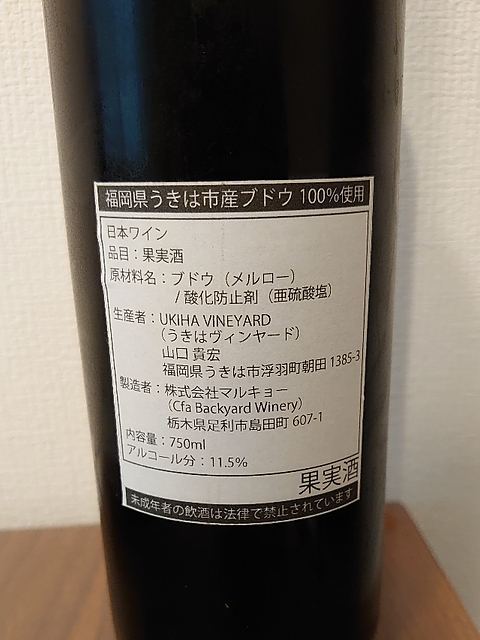 福岡県うきは市産ブドウ 100%使用
日本ワイン
品目：果実酒
原材料名：ブドウ（メルロー）
/ 酸化防止剤（亜硫酸塩）
生産者：UKIHA VINEYARD
（うきはヴィンヤード）
山口 貴宏
福岡県うきは市浮羽町朝田 1385-3
製造者：株式会社マルキョー
（Cfa Backyard Winery）
栃木県足利市島田町 607-1
内容量：750ml
アルコール分：11.5%
果実酒
未成年者の飲酒は法律で禁止されています